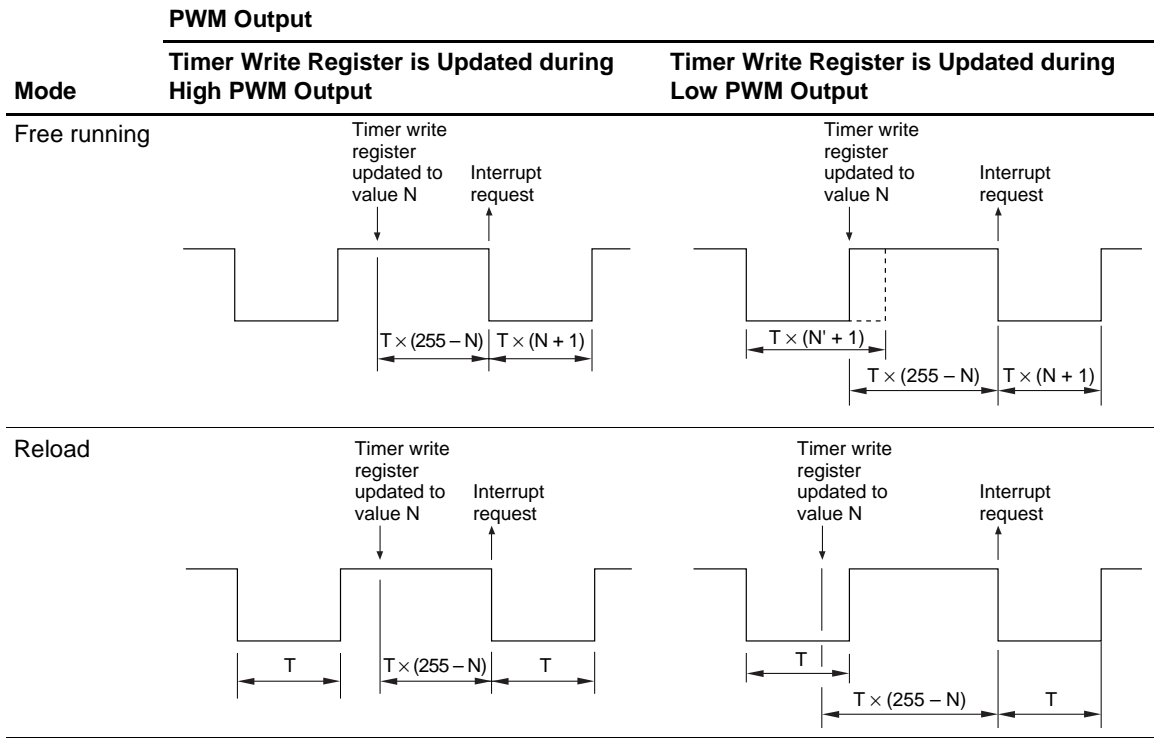 PWM Output
Mode
Timer Write Register is Updated during
High PWM Output
Timer Write Register is Updated during
Low PWM Output
Free running
Timer write
register
updated to
value N
Interrupt
request
T × (255 – N)
T × (N + 1)
Timer write
register
updated to
value N
Interrupt
request
T × (N' + 1)
T × (255 – N)
T × (N + 1)
Reload
Timer write
register
updated to
value N
Interrupt
request
T
T × (255 – N)
T
Timer write
register
updated to
value N
Interrupt
request
T
T × (255 – N)
T